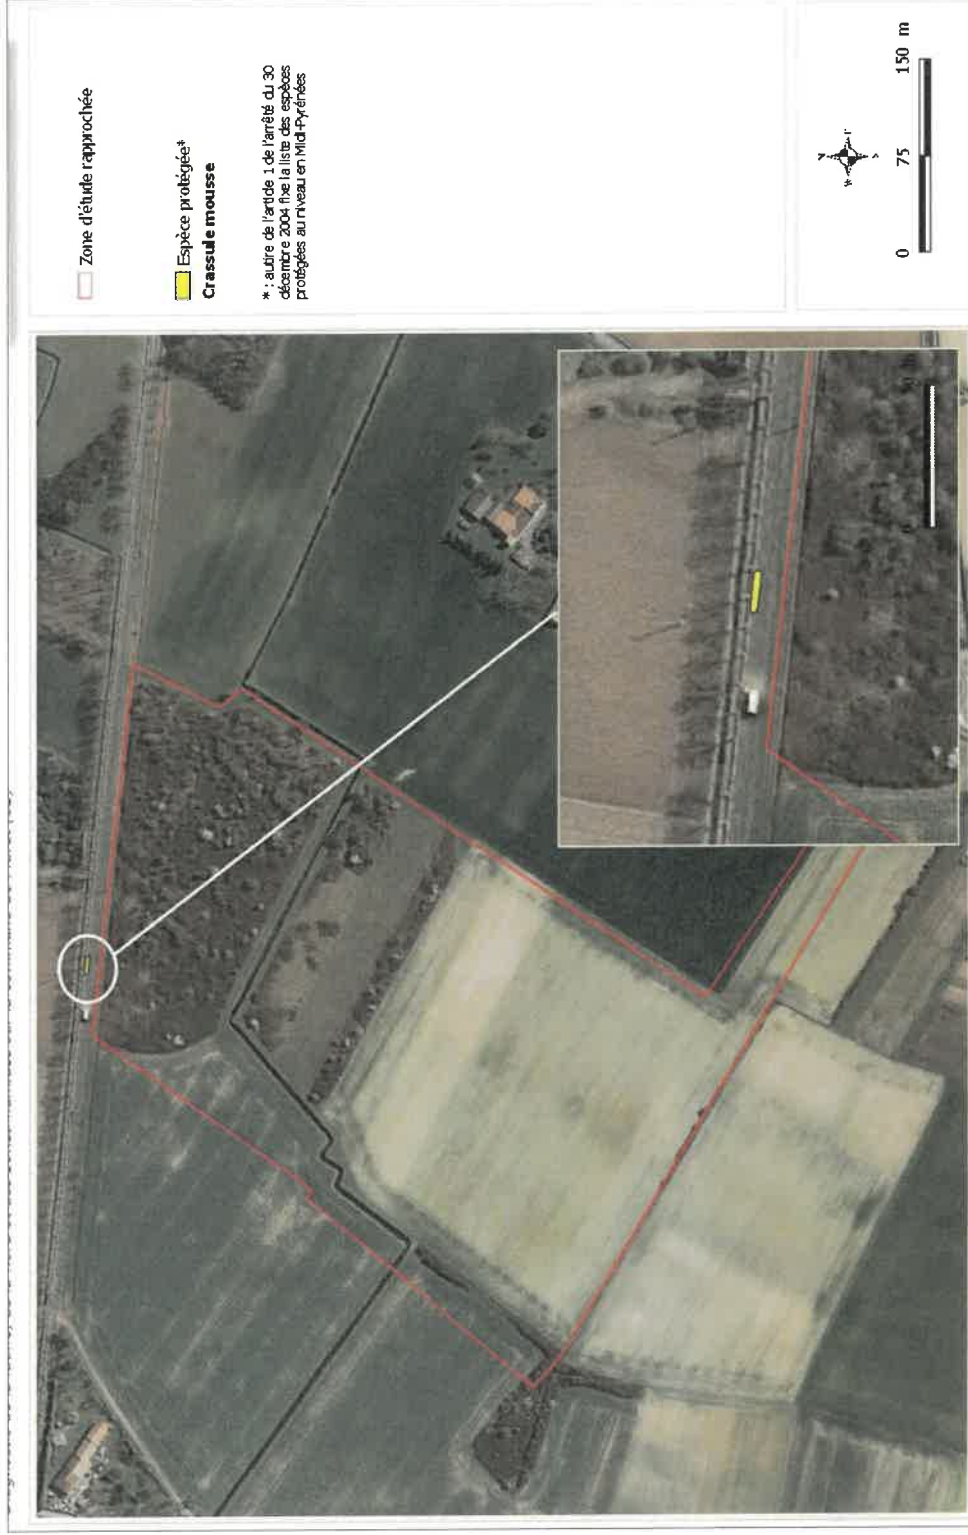 Zone d'étude rapprochée
Espèce protégée*
Crassule mousse
* : au titre de l'article 1 de l'arrêté du 30
décembre 2004 fixe la liste des espèces
protégées au niveau en Midi-Pyrénées
N
W
S
0 75 150 m